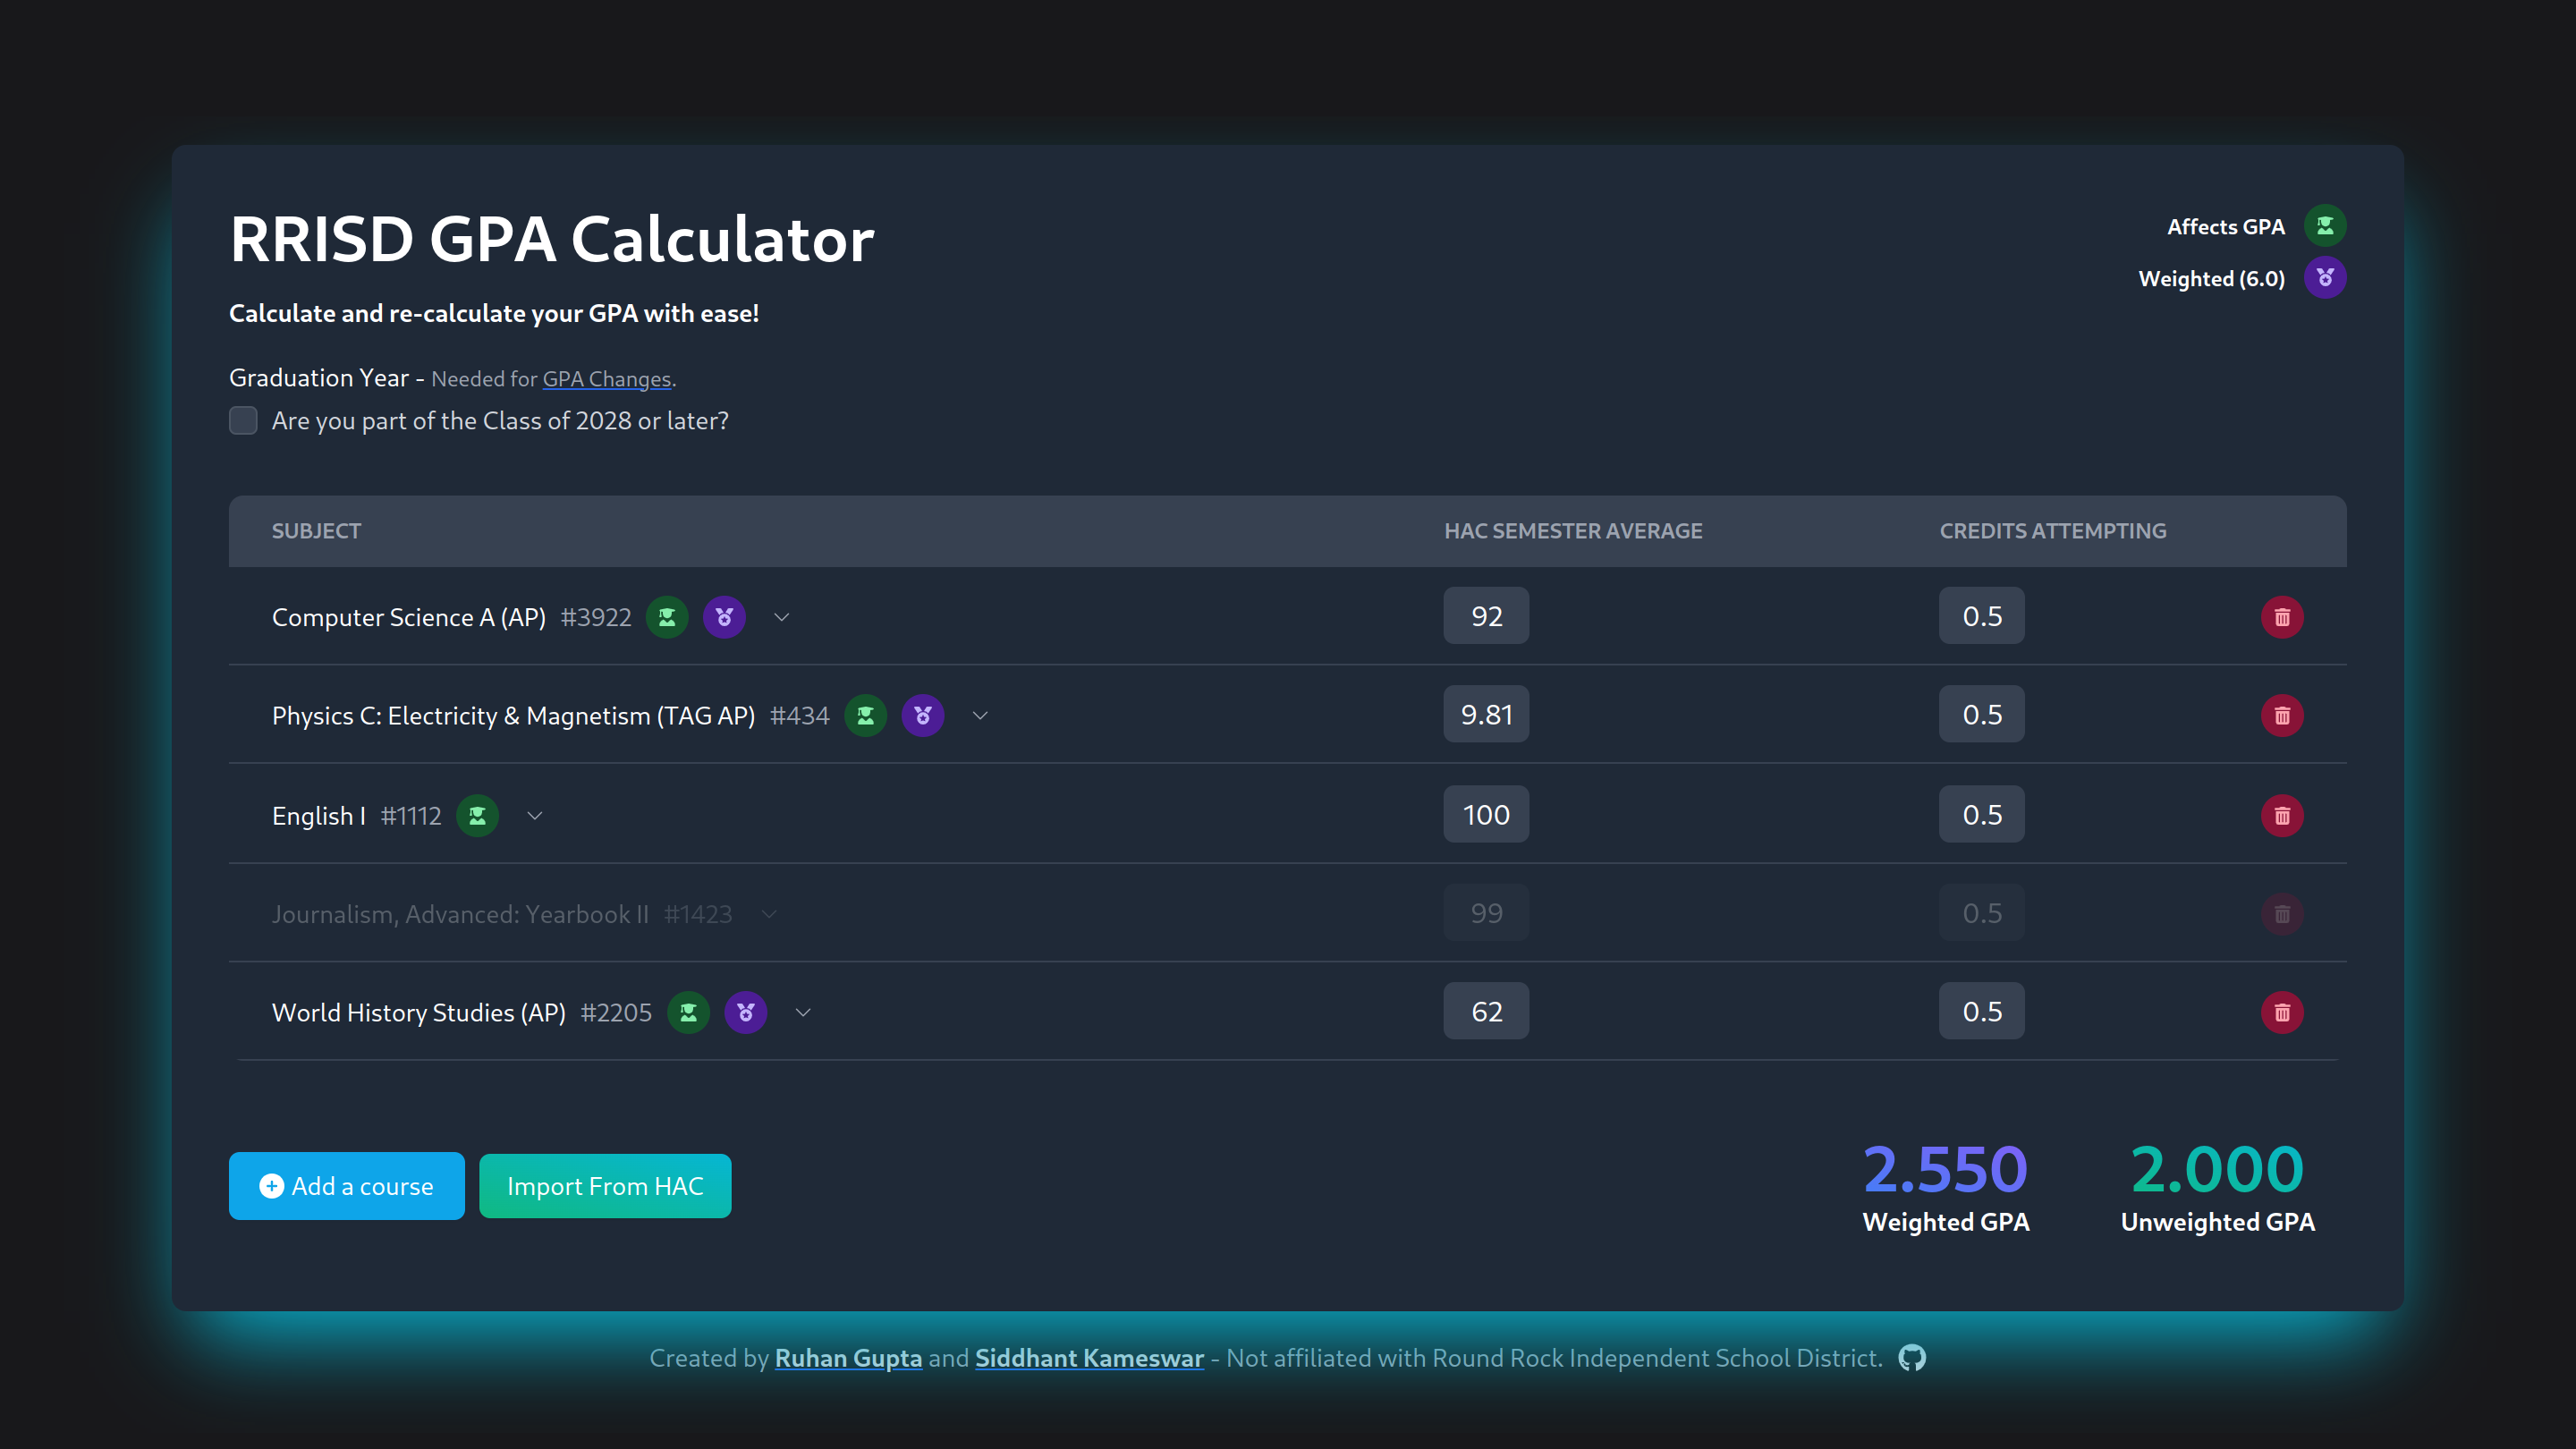 RRISD GPA Calculator
Affects GPA
Weighted (6.0)
Calculate and re-calculate your GPA with ease!
Graduation Year - Needed for GPA Changes.
Are you part of the Class of 2028 or later?
SUBJECT HAC SEMESTER AVERAGE CREDITS ATTEMPTING
Computer Science A (AP) #3922 92 0.5
Physics C: Electricity & Magnetism (TAG AP) #434 9.81 0.5
English I #1112 100 0.5
Journalism, Advanced: Yearbook II #1423 99 0.5
World History Studies (AP) #2205 62 0.5
Add a course Import From HAC
2.550 2.000
Weighted GPA Unweighted GPA
Created by Ruhan Gupta and Siddhant Kameswar - Not affiliated with Round Rock Independent School District.